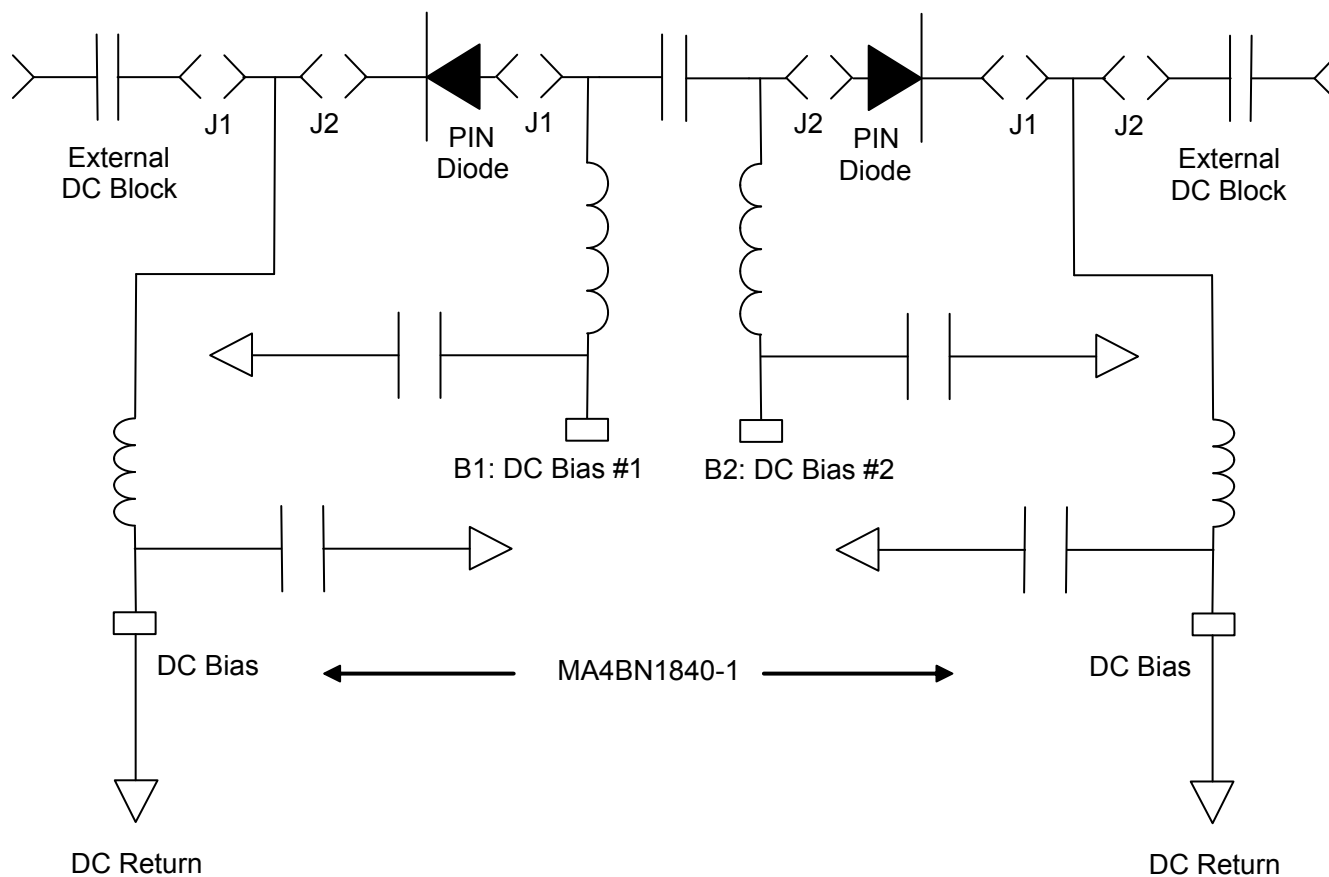 J1
J2
J1
J2
J1
J2
External
DC Block
PIN
Diode
PIN
Diode
External
DC Block
B1: DC Bias #1
B2: DC Bias #2
DC Bias
MA4BN1840-1
DC Bias
DC Return
DC Return